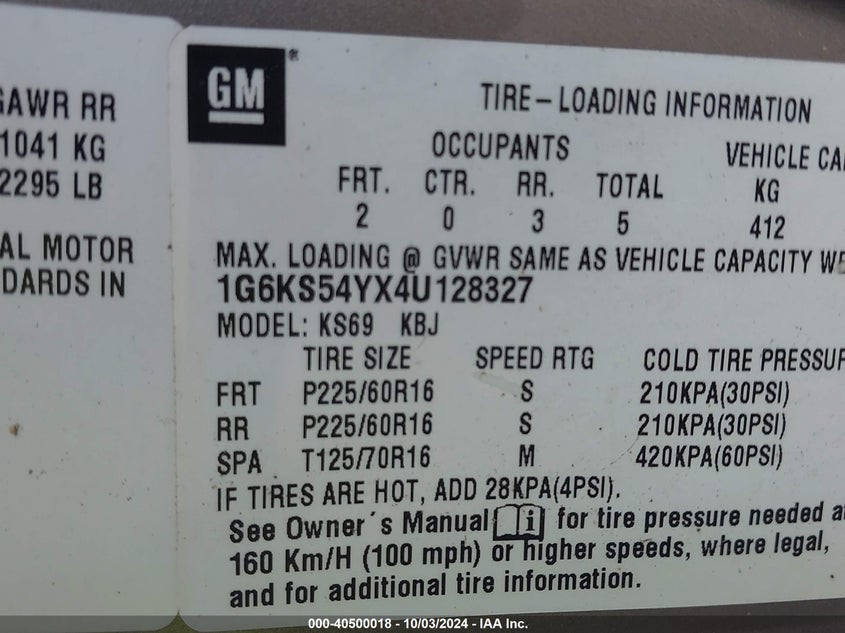 GAWR RR
1041 KG
2295 LB
AL MOTOR
DARDS IN
GM®
TIRE-LOADING INFORMATION
OCCUPANTS VEHICLE CA
FRT. CTR. RR. TOTAL KG
2 0 3 5 412
MAX. LOADING @ GVWR SAME AS VEHICLE CAPACITY WE
1G6KS54YX4U128327
MODEL: KS69 KBJ
TIRE SIZE SPEED RTG COLD TIRE PRESSUR
FRT P225/60R16 S 210KPA(30PSI)
RR P225/60R16 S 210KPA(30PSI)
SPA T125/70R16 M 420KPA(60PSI)
IF TIRES ARE HOT, ADD 28KPA(4PSI).
See Owner´s Manual i for tire pressure needed at
160 Km/H (100 mph) or higher speeds, where legal,
and for additional tire information.
000-40500018 - 10/03/2024 - IAA Inc.